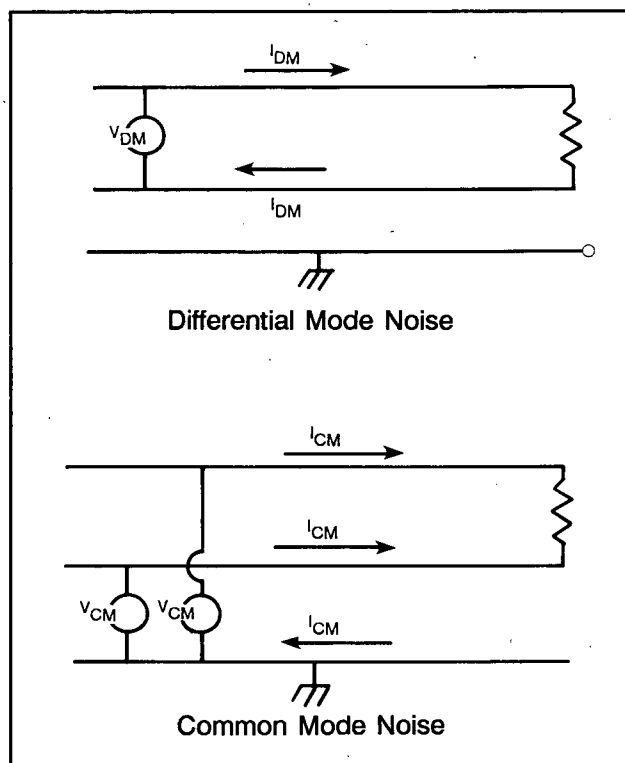 I_DM
V_DM
I_DM
Differential Mode Noise
I_CM
I_CM
V_CM V_CM I_CM
Common Mode Noise